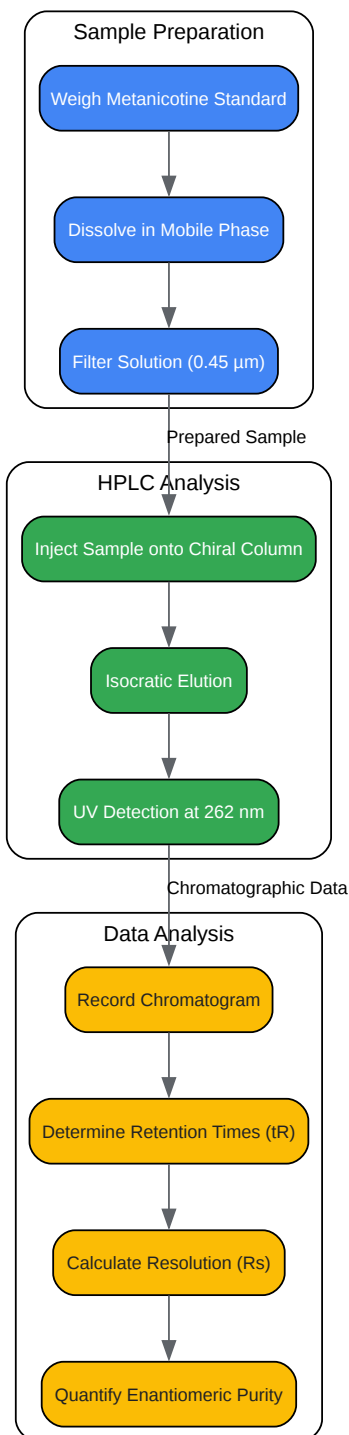 Sample Preparation
Weigh Metanicotine Standard
Dissolve in Mobile Phase
Filter Solution (0.45 µm)
Prepared Sample
HPLC Analysis
Inject Sample onto Chiral Column
Isocratic Elution
UV Detection at 262 nm
Chromatographic Data
Data Analysis
Record Chromatogram
Determine Retention Times (tR)
Calculate Resolution (Rs)
Quantify Enantiomeric Purity